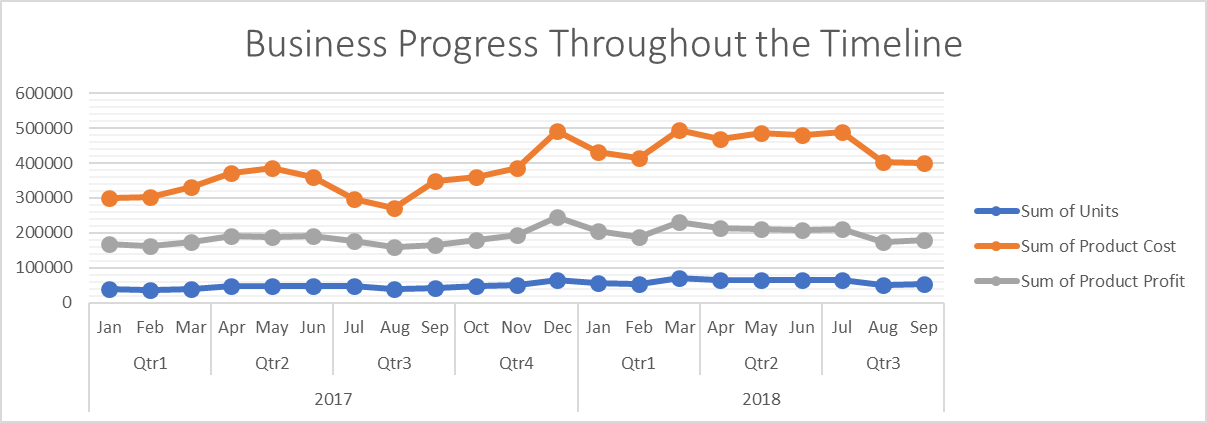 Business Progress Throughout the Timeline
600000
500000
400000
300000
200000
100000
0
Sum of Units
Sum of Product Cost
Sum of Product Profit
Jan Feb Mar Apr May Jun Jul Aug Sep Oct Nov Dec Jan Feb Mar Apr May Jun Jul Aug Sep
Qtr1 Qtr2 Qtr3 Qtr4 Qtr1 Qtr2 Qtr3
2017 2018